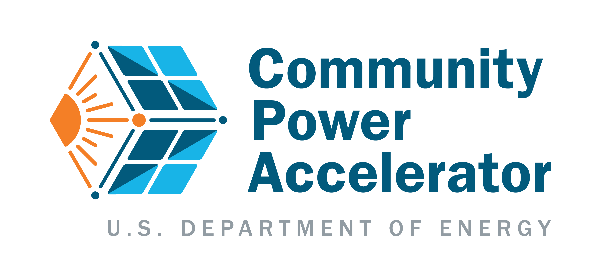 Community
Power
Accelerator
U.S. DEPARTMENT OF ENERGY